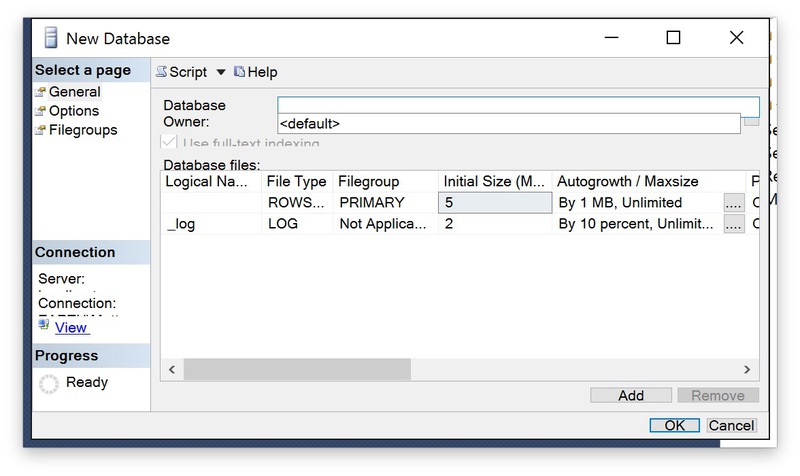 New Database
Select a page
General
Options
Filegroups
Script Help
Database
Owner:
<default>
Use full-text indexing
Database files:
Logical Na... File Type Filegroup Initial Size (M... Autogrowth / Maxsize
ROWS... PRIMARY 5 By 1 MB, Unlimited ....
_log LOG Not Applica... 2 By 10 percent, Unlimit... ....
Connection
Server:
Connection:
View
Progress
Ready
Add Remove
OK Cancel